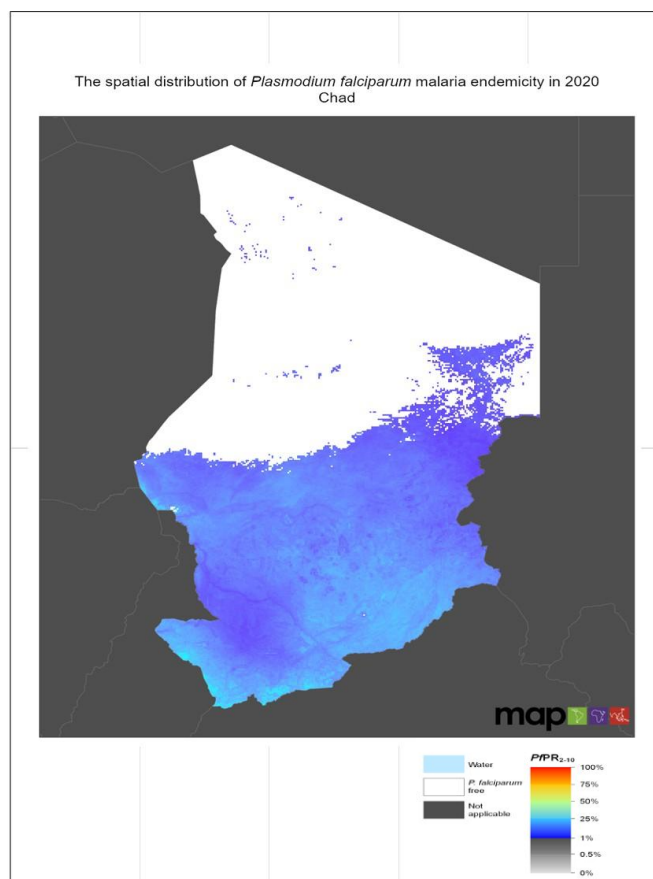 The spatial distribution of Plasmodium falciparum malaria endemicity in 2020
Chad
map
Water
P. falciparum
free
Not
applicable
PfPR2-10
100%
75%
50%
25%
1%
0.5%
0%